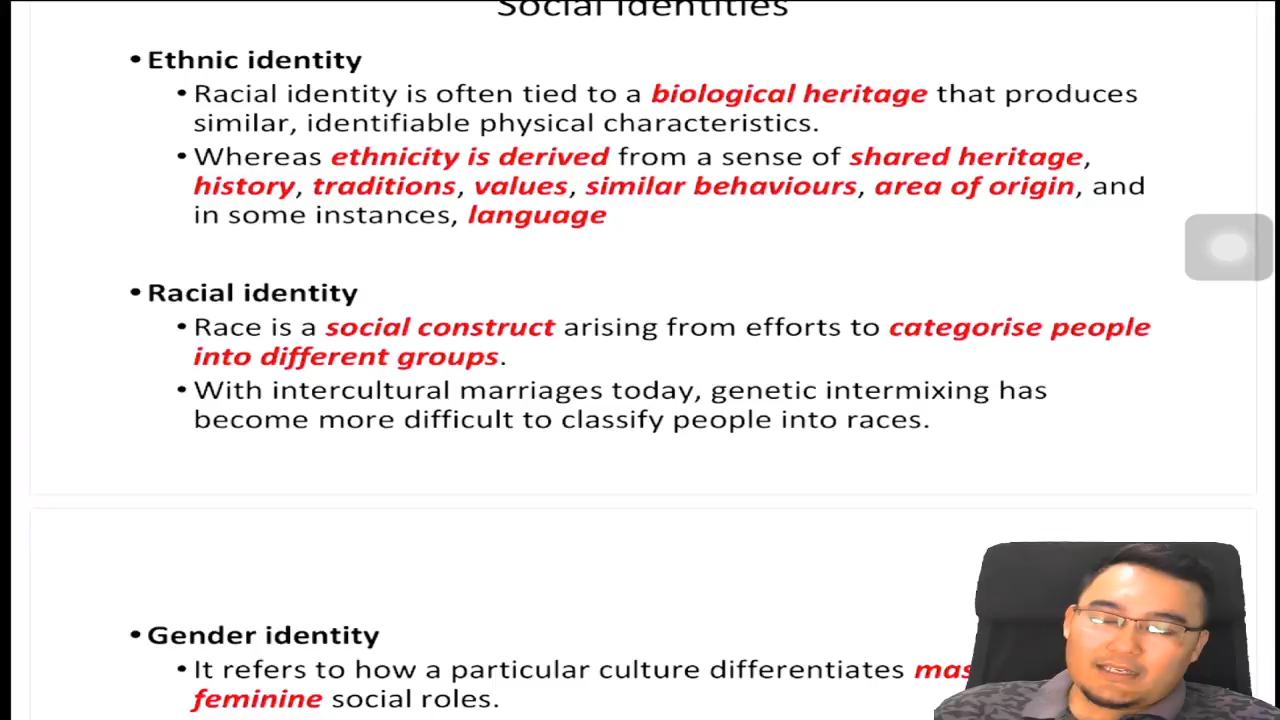 Social Identities
• Ethnic identity
• Racial identity is often tied to a biological heritage that produces
similar, identifiable physical characteristics.
• Whereas ethnicity is derived from a sense of shared heritage,
history, traditions, values, similar behaviours, area of origin, and
in some instances, language
• Racial identity
• Race is a social construct arising from efforts to categorise people
into different groups.
• With intercultural marriages today, genetic intermixing has
become more difficult to classify people into races.
• Gender identity
• It refers to how a particular culture differentiates
feminine social roles.